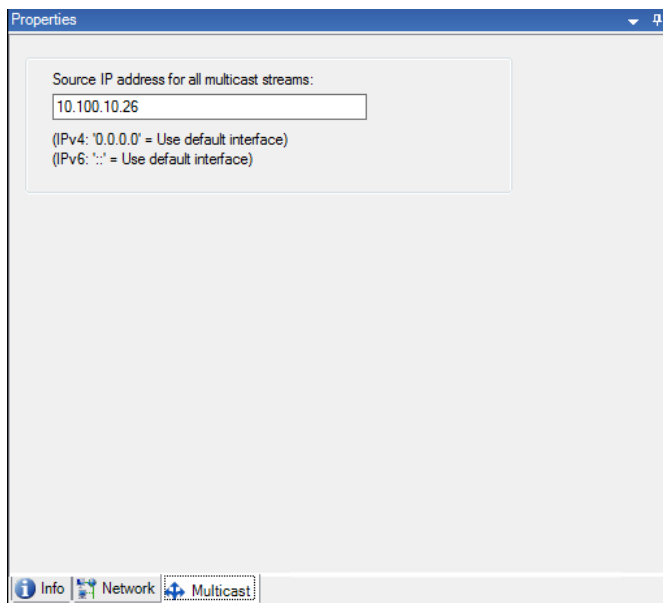 Properties
Source IP address for all multicast streams:
10.100.10.26
(IPv4: '0.0.0.0' = Use default interface)
(IPv6: '::' = Use default interface)
Info Network Multicast